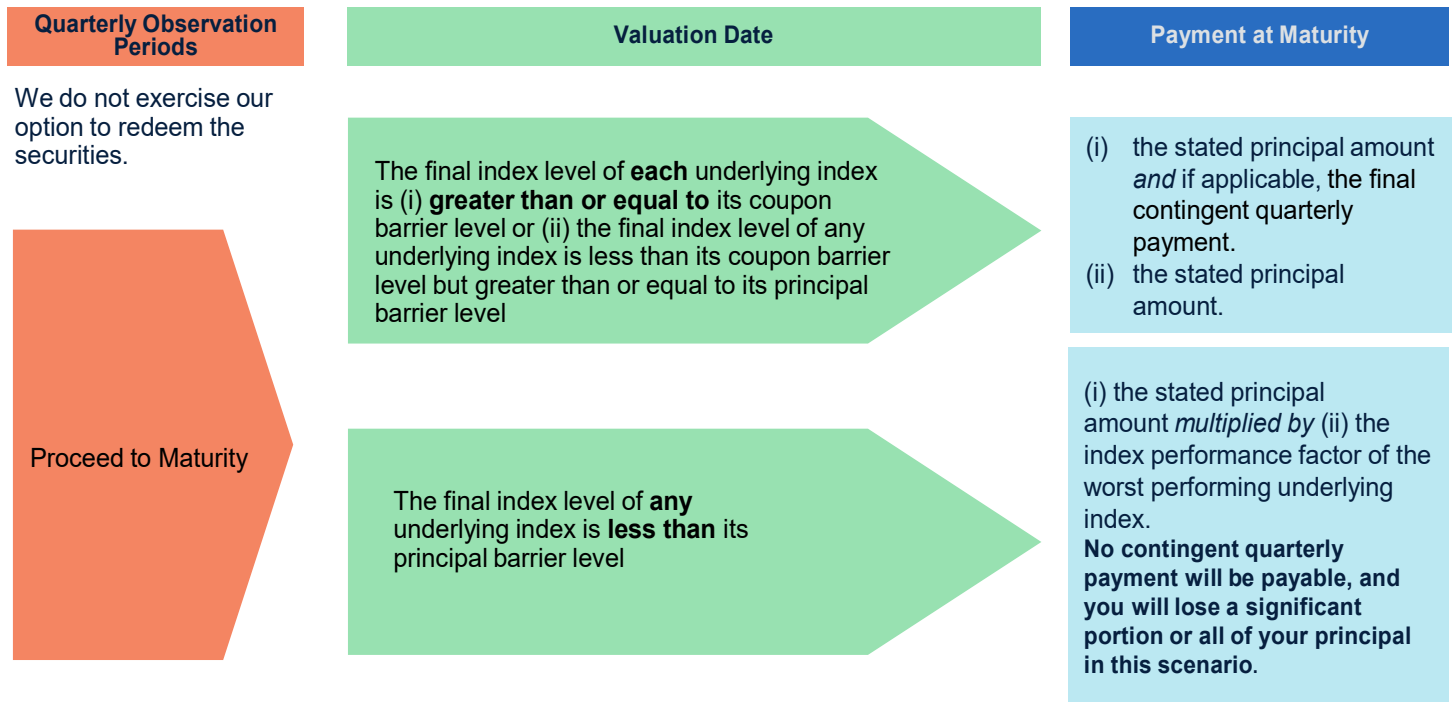 Quarterly Observation
Periods
Valuation Date
Payment at Maturity
We do not exercise our
option to redeem the
securities.
Proceed to Maturity
The final index level of each underlying index
is (i) greater than or equal to its coupon
barrier level or (ii) the final index level of any
underlying index is less than its coupon barrier
level but greater than or equal to its principal
barrier level
(i) the stated principal amount
and if applicable, the final
contingent quarterly
payment.
(ii) the stated principal
amount.
The final index level of any
underlying index is less than its
principal barrier level
(i) the stated principal
amount multiplied by (ii) the
index performance factor of the
worst performing underlying
index.
No contingent quarterly
payment will be payable, and
you will lose a significant
portion or all of your principal
in this scenario.